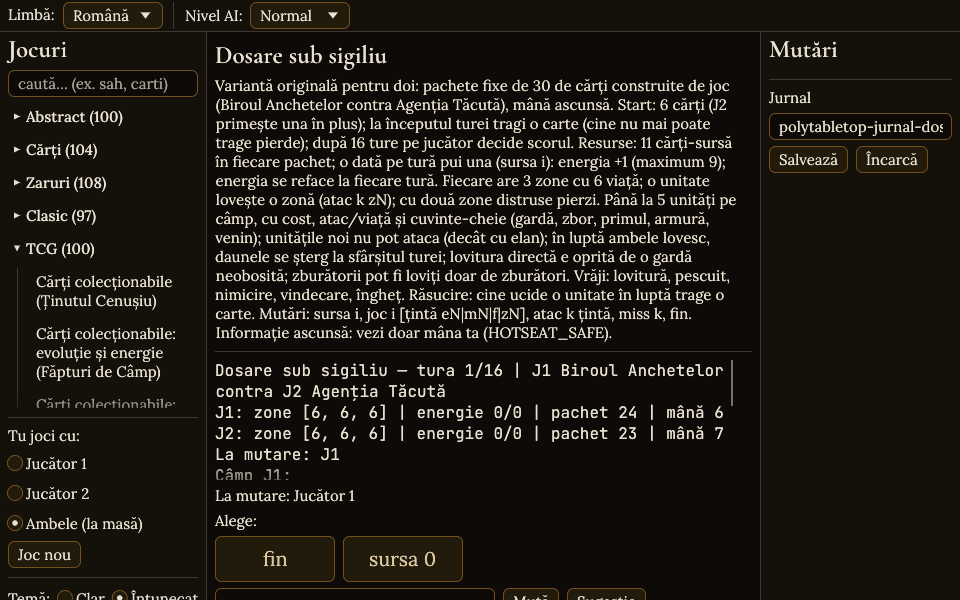 Limbă:
Română
Nivel AI:
Normal
Jocuri
caută... (ex. sah, carti)
Abstract (100)
Cărți (104)
Zaruri (108)
Clasic (97)
TCG (100)
Cărți colecționabile
(Ținutul Cenușiu)
Cărți colecționabile:
evoluție și energie
(Făpturi de Câmp)
Cărți colecționabile:
Tu joci cu:
Jucător 1
Jucător 2
Ambele (la masă)
Joc nou
Temă:
Clar
Întunecat
Dosare sub sigiliu
Variantă originală pentru doi: pachete fixe de 30 de cărți construite de joc
(Biroul Anchetelor contra Agenția Tăcută), mână ascunsă. Start: 6 cărți (J2
primește una în plus); la începutul turei tragi o carte (cine nu mai poate
trage pierde); după 16 ture pe jucător decide scorul. Resurse: 11 cărți-sursă
în fiecare pachet; o dată pe tură pui una (sursa i): energia +1 (maximum 9);
energia se reface la fiecare tură. Fiecare are 3 zone cu 6 viață; o unitate
lovește o zonă (atac k zN); cu două zone distruse pierzi. Până la 5 unități pe
câmp, cu cost, atac/viață și cuvinte-cheie (gardă, zbor, primul, armură,
venin); unitățile noi nu pot ataca (decât cu elan); în luptă ambele lovesc,
daunele se șterg la sfârșitul turei; lovitura directă e oprită de o gardă
neobosită; zburătorii pot fi loviți doar de zburători. Vrăji: lovitură, pescuit,
nimicire, vindecare, îngheț. Răsucire: cine ucide o unitate în luptă trage o
carte. Mutări: sursa i, joc i [țintă eN|mN|f|zN], atac k țintă, miss k, fin.
Informație ascunsă: vezi doar mâna ta (HOTSEAT_SAFE).
Dosare sub sigiliu — tura 1/16 | J1 Biroul Anchetelor
contra J2 Agenția Tăcută
J1: zone [6, 6, 6] | energie 0/0 | pachet 24 | mână 6
J2: zone [6, 6, 6] | energie 0/0 | pachet 23 | mână 7
La mutare: J1
Câmp J1:
La mutare: Jucător 1
Alege:
fin
sursa 0
Mută
Sugestie
Mutări
Jurnal
polytabletop-jurnal-dos
Salvează
Încarcă